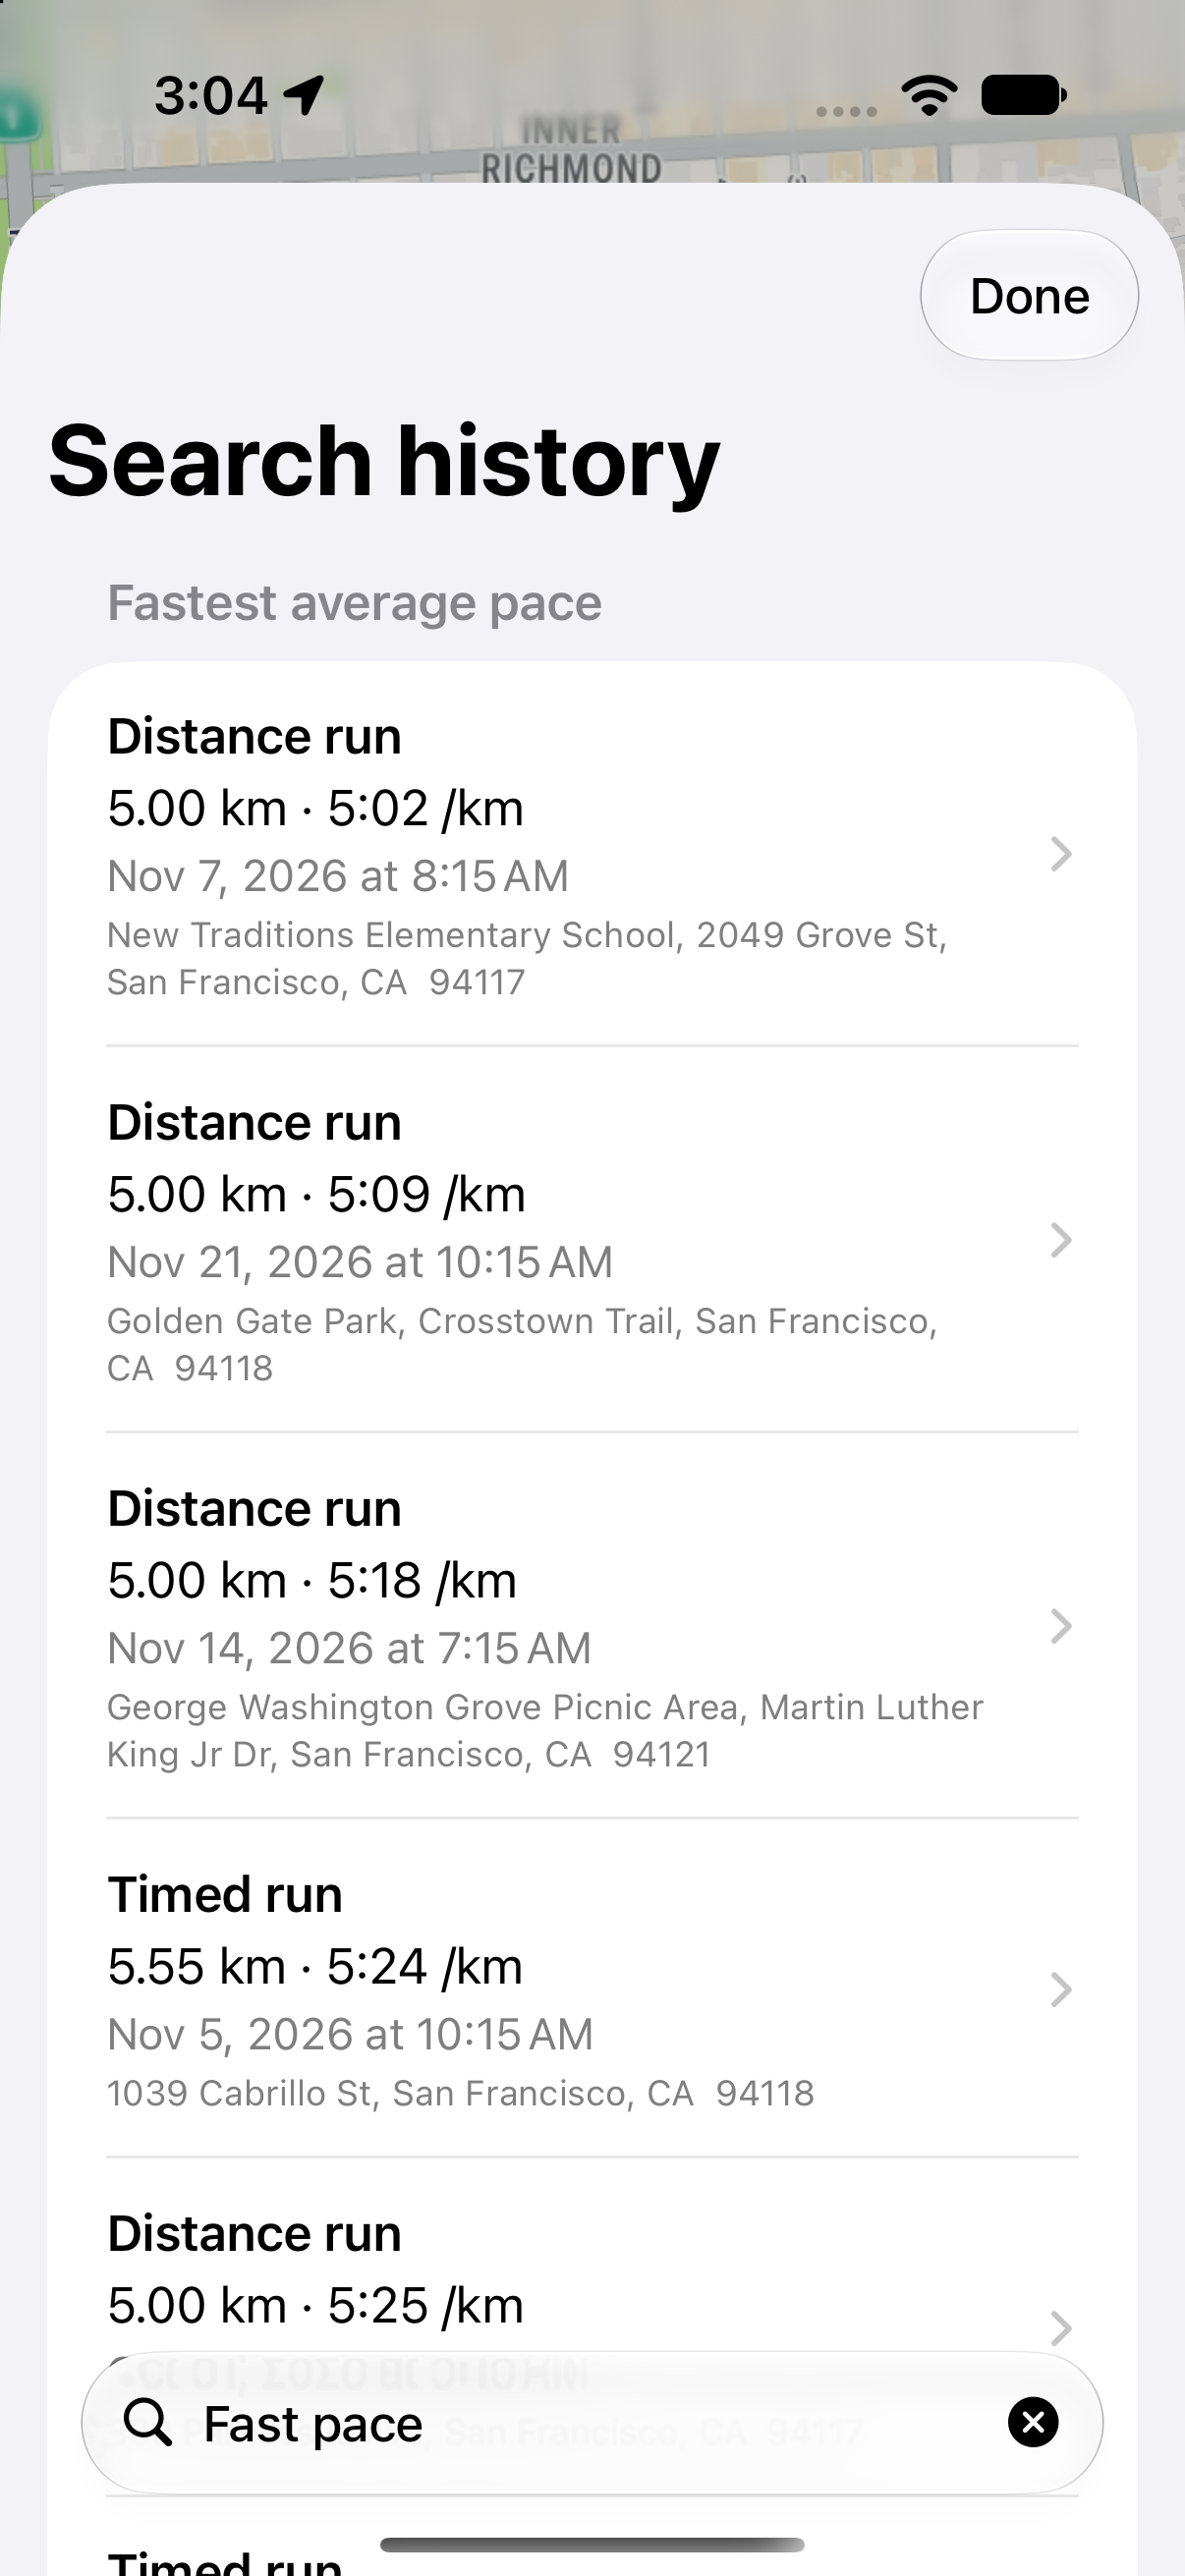 3:04
INNER
RICHMOND
Done
Search history
Fastest average pace
Distance run
5.00 km · 5:02 /km
Nov 7, 2026 at 8:15 AM
New Traditions Elementary School, 2049 Grove St,
San Francisco, CA 94117
Distance run
5.00 km · 5:09 /km
Nov 21, 2026 at 10:15 AM
Golden Gate Park, Crosstown Trail, San Francisco,
CA 94118
Distance run
5.00 km · 5:18 /km
Nov 14, 2026 at 7:15 AM
George Washington Grove Picnic Area, Martin Luther
King Jr Dr, San Francisco, CA 94121
Timed run
5.55 km · 5:24 /km
Nov 5, 2026 at 10:15 AM
1039 Cabrillo St, San Francisco, CA 94118
Distance run
5.00 km · 5:25 /km
Fast pace
San Francisco, CA 94117
Timed run